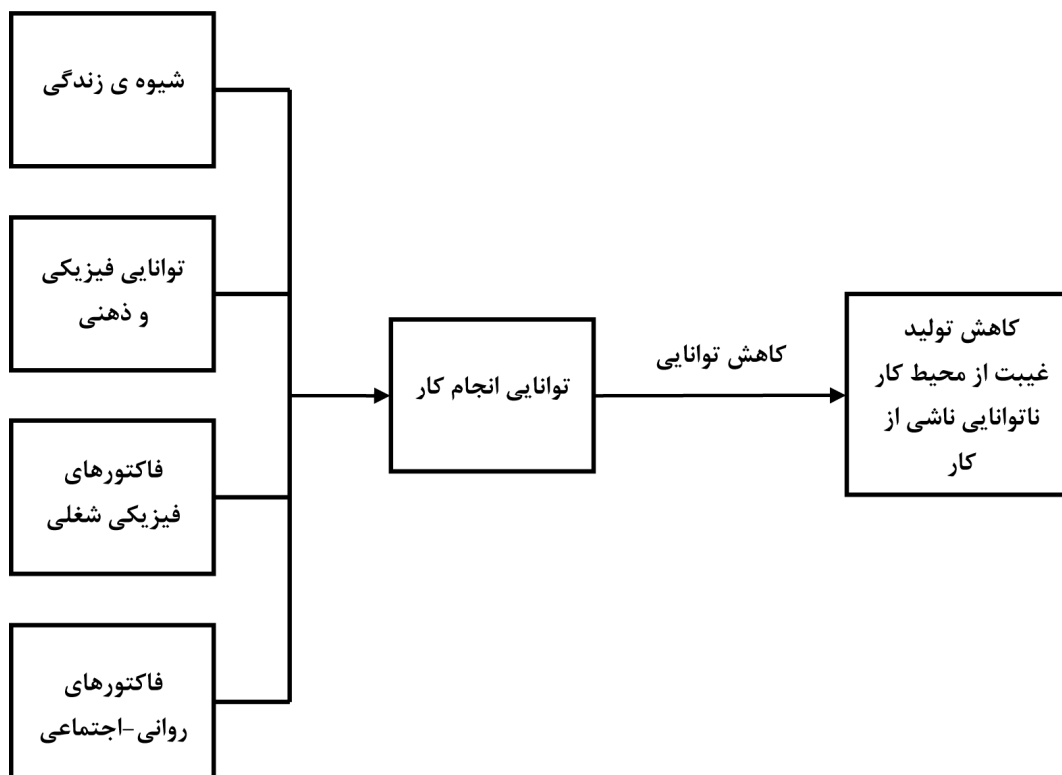 شیوه ی زندگی
توانایی فیزیکی
و ذهنی
فاکتورهای
فیزیکی شغلی
فاکتورهای
روانی-اجتماعی
توانایی انجام کار
کاهش توانایی
کاهش تولید
غیبت از محیط کار
ناتوانایی ناشی از
کار